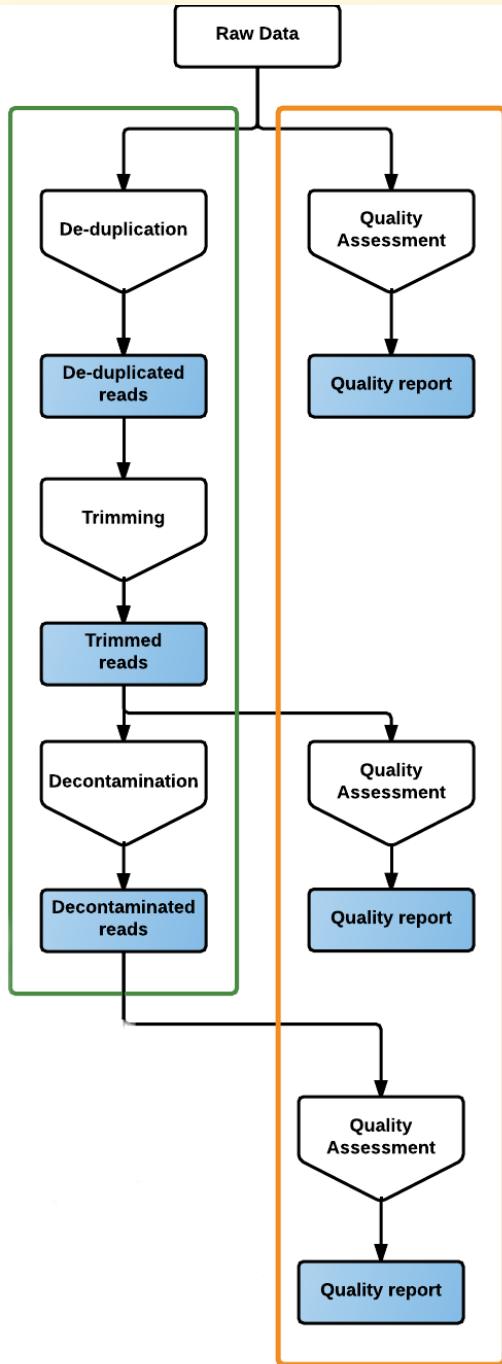 Raw Data
De-duplication
Quality
Assessment
De-duplicated
reads
Quality report
Trimming
Trimmed
reads
Decontamination
Quality
Assessment
Decontaminated
reads
Quality report
Quality
Assessment
Quality report